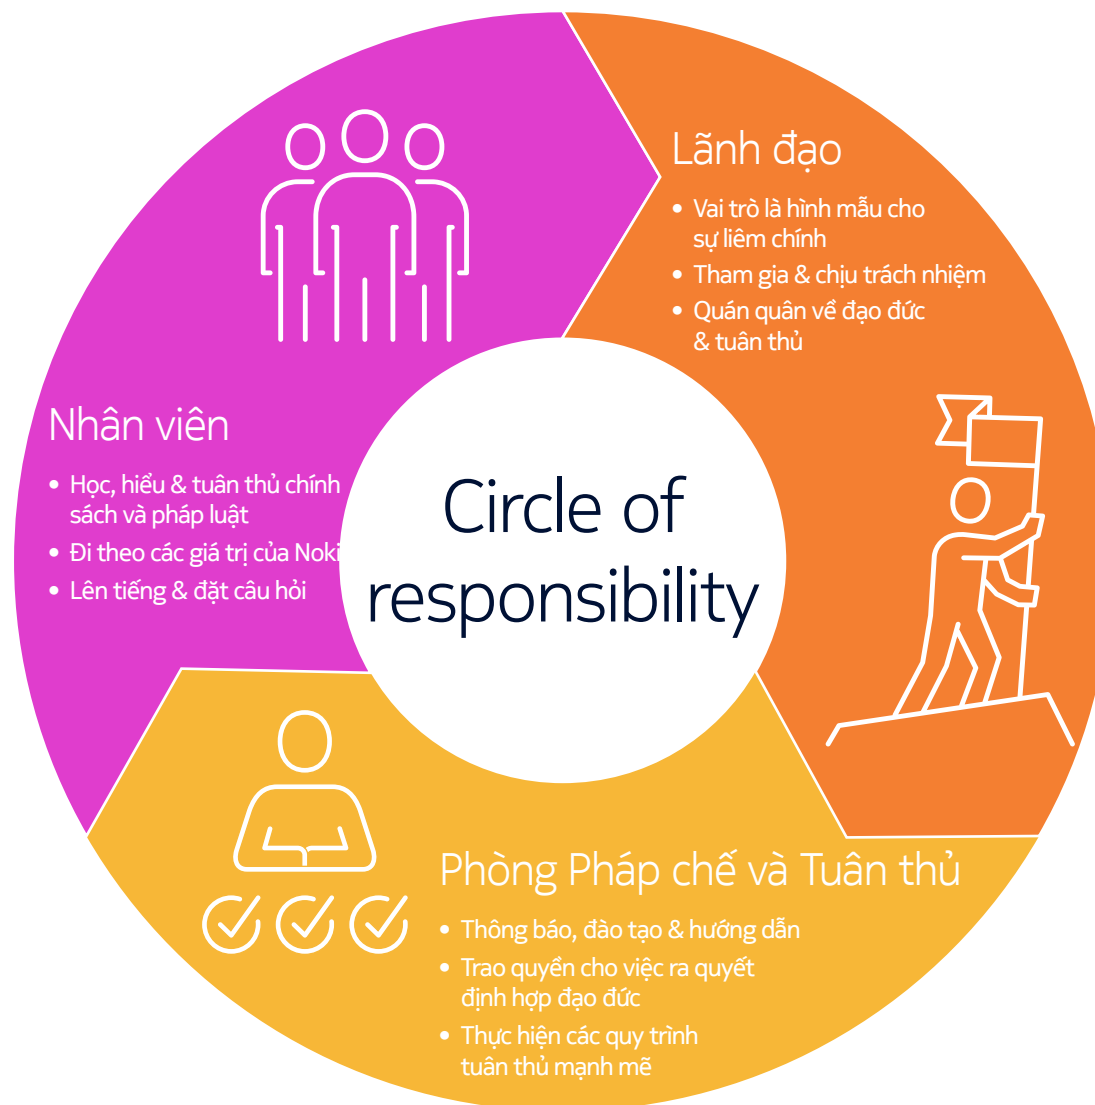 Lãnh đạo
• Vai trò là hình mẫu cho
sự liêm chính
• Tham gia & chịu trách nhiệm
• Quán quân về đạo đức
& tuân thủ
Nhân viên
• Học, hiểu & tuân thủ chính
sách và pháp luật
• Đi theo các giá trị của Noki
• Lên tiếng & đặt câu hỏi
Circle of
responsibility
Phòng Pháp chế và Tuân thủ
• Thông báo, đào tạo & hướng dẫn
• Trao quyền cho việc ra quyết
định hợp đạo đức
• Thực hiện các quy trình
tuân thủ mạnh mẽ